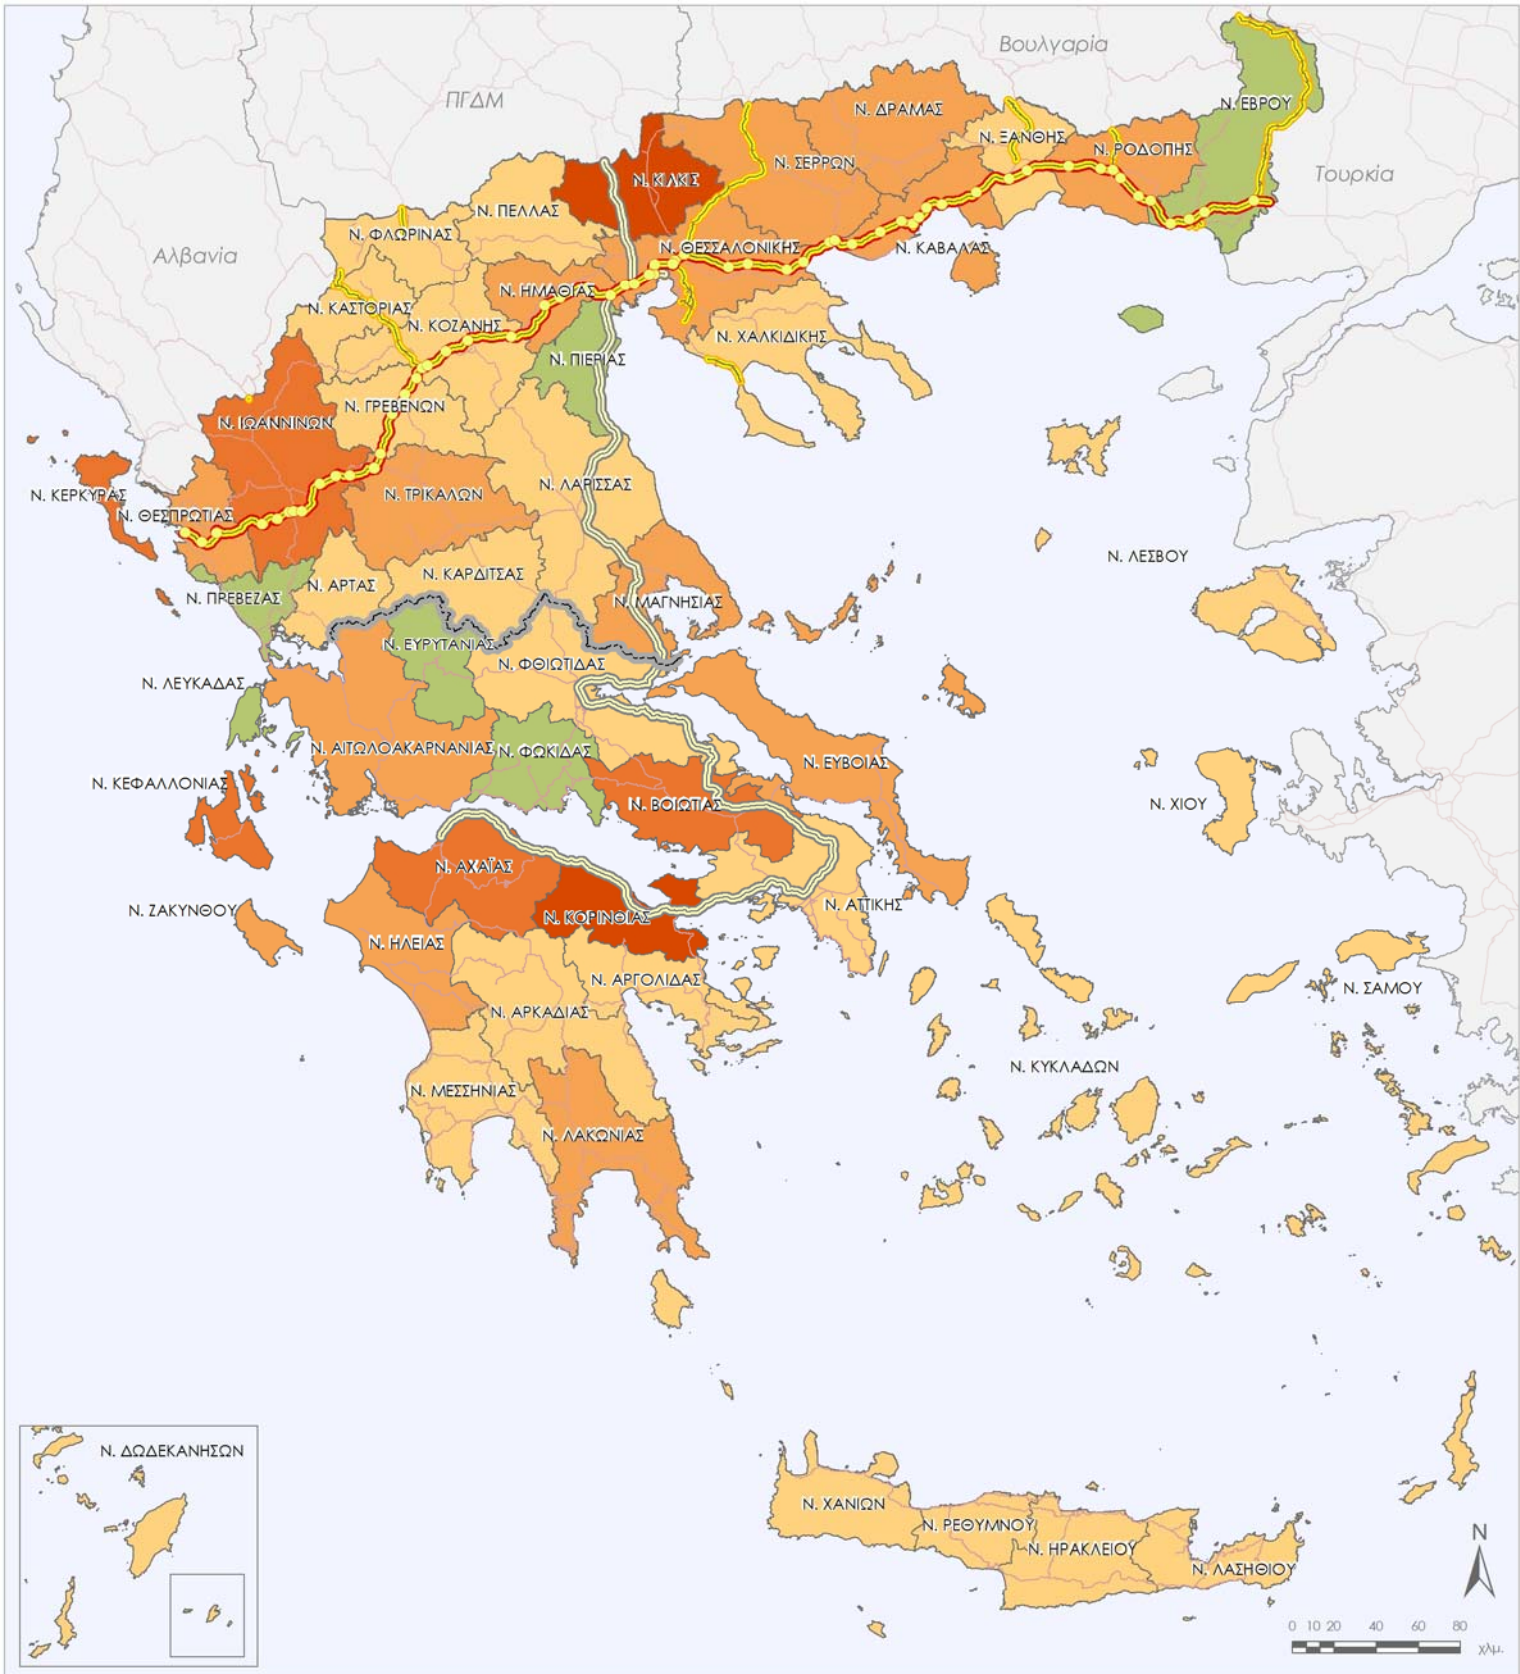 Βουλγαρία
ΠΓΔΜ
Ν. ΕΒΡΟΥ
Ν. ΔΡΑΜΑΣ
Ν. ΞΑΝΘΗΣ
Ν. ΡΟΔΟΠΗΣ
Ν. ΣΕΡΡΩΝ
Τουρκία
Ν. ΚΙΛΚΙΣ
Ν. ΠΕΛΛΑΣ
Ν. ΦΛΩΡΙΝΑΣ
Ν. ΘΕΣΣΑΛΟΝΙΚΗΣ
Ν. ΚΑΒΑΛΑΣ
Αλβανία
Ν. ΗΜΑΘΙΑΣ
Ν. ΚΑΣΤΟΡΙΑΣ
Ν. ΚΟΖΑΝΗΣ
Ν. ΧΑΛΚΙΔΙΚΗΣ
Ν. ΠΙΕΡΙΑΣ
Ν. ΓΡΕΒΕΝΩΝ
Ν. ΙΩΑΝΝΙΝΩΝ
Ν. ΛΑΡΙΣΣΑΣ
Ν. ΚΕΡΚΥΡΑΣ
Ν. ΤΡΙΚΑΛΩΝ
Ν. ΘΕΣΠΡΩΤΙΑΣ
Ν. ΛΕΣΒΟΥ
Ν. ΚΑΡΔΙΤΣΑΣ
Ν. ΑΡΤΑΣ
Ν. ΠΡΕΒΕΖΑΣ
Ν. ΜΑΓΝΗΣΙΑΣ
Ν. ΕΥΡΥΤΑΝΙΑΣ
Ν. ΦΘΙΩΤΙΔΑΣ
Ν. ΛΕΥΚΑΔΑΣ
Ν. ΑΙΤΩΛΟΑΚΑΡΝΑΝΙΑΣ
Ν. ΦΩΚΙΔΑΣ
Ν. ΕΥΒΟΙΑΣ
Ν. ΚΕΦΑΛΛΟΝΙΑΣ
Ν. ΒΟΙΩΤΙΑΣ
Ν. ΧΙΟΥ
Ν. ΑΧΑΪΑΣ
Ν. ΖΑΚΥΝΘΟΥ
Ν. ΚΟΡΙΝΘΙΑΣ
Ν. ΑΤΤΙΚΗΣ
Ν. ΗΛΕΙΑΣ
Ν. ΑΡΓΟΛΙΔΑΣ
Ν. ΣΑΜΟΥ
Ν. ΑΡΚΑΔΙΑΣ
Ν. ΚΥΚΛΑΔΩΝ
Ν. ΜΕΣΣΗΝΙΑΣ
Ν. ΛΑΚΩΝΙΑΣ
Ν. ΔΩΔΕΚΑΝΗΣΩΝ
Ν. ΧΑΝΙΩΝ
Ν. ΡΕΘΥΜΝΟΥ
Ν. ΗΡΑΚΛΕΙΟΥ
Ν. ΛΑΣΗΘΙΟΥ
N
0 10 20 40 60 80
χλμ.